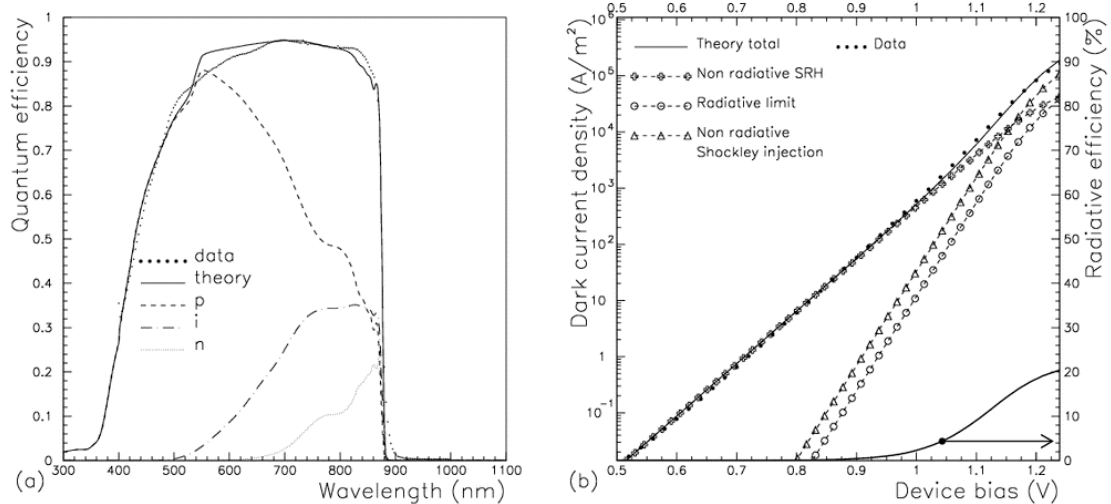 1
0.9
0.8
0.7
0.6
0.5
0.4
0.3
0.2
0.1
0
Quantum efficiency
data
theory
p
i
n
300 400 500 600 700 800 900 1000 1100
(a) Wavelength (nm)
0.5 0.6 0.7 0.8 0.9 1 1.1 1.2
10⁶
10⁵
10⁴
10³
10²
10
1
10⁻¹
Dark current density (A/m²)
Theory total
Data
Non radiative SRH
Radiative limit
Non radiative
Shockley injection
100
90
80
70
60
50
40
30
20
10
0
Radiative efficiency (%)
0.5 0.6 0.7 0.8 0.9 1 1.1 1.2
(b) Device bias (V)